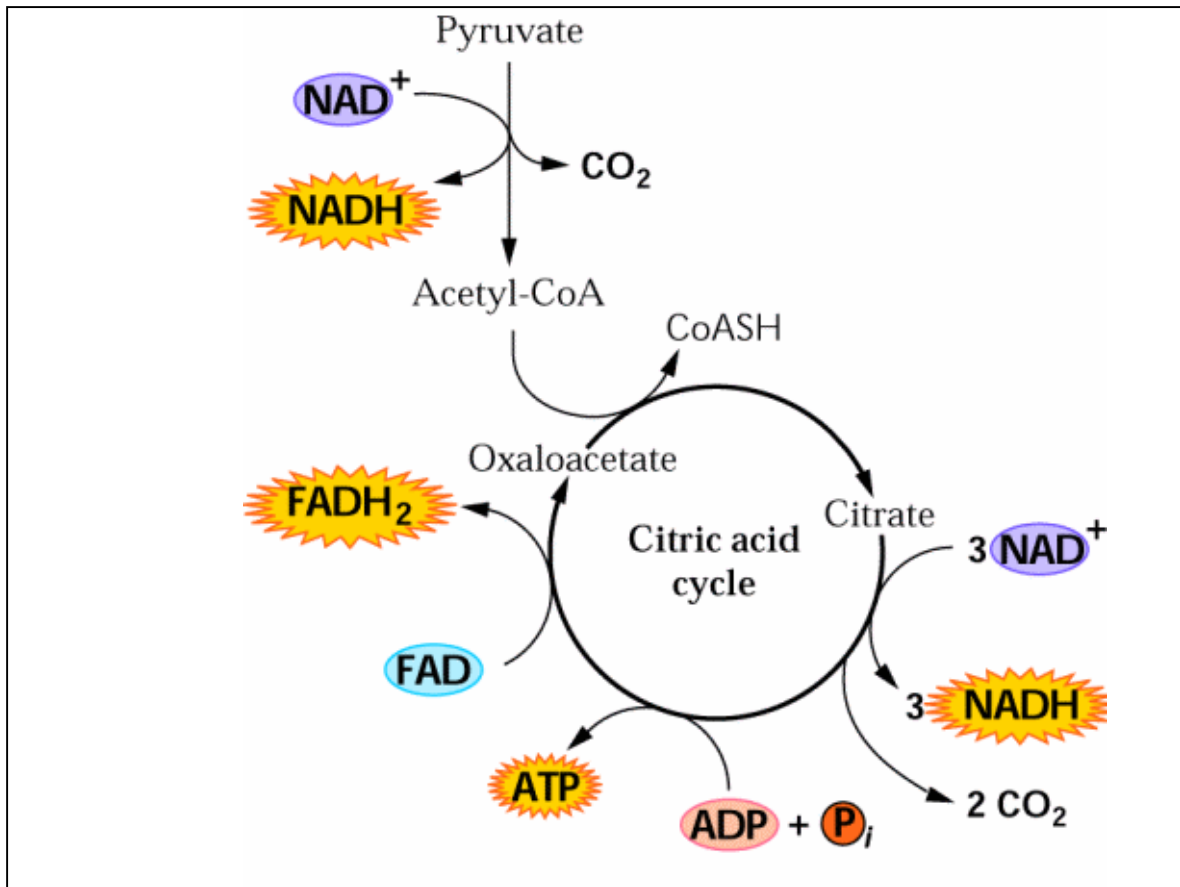 Pyruvate
NAD+
CO2
NADH
Acetyl-CoA
CoASH
Oxaloacetate
FADH2
Citrate
Citric acid
cycle
3 NAD+
FAD
3 NADH
ATP
2 CO2
ADP + Pi